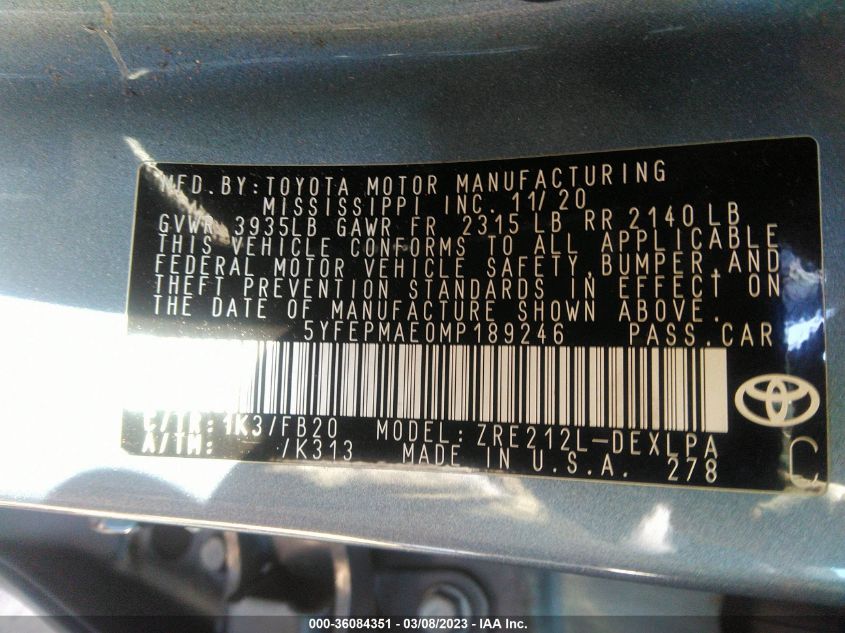 MFD. BY: TOYOTA MOTOR MANUFACTURING
MISSISSIPPI INC. 11/20
GVWR 3935LB GAWR FR 2315 LB RR 2140 LB
THIS VEHICLE CONFORMS TO ALL APPLICABLE
FEDERAL MOTOR VEHICLE SAFETY, BUMPER, AND
THEFT PREVENTION STANDARDS IN EFFECT ON
THE DATE OF MANUFACTURE SHOWN ABOVE.
5YFEPMAE0MP189246 PASS. CAR
C/TR: 1K3/FB20 MODEL: ZRE212L-DEXLPA
A/TM: /K313 MADE IN U.S.A. 278
C
000-36084351 - 03/08/2023 - IAA Inc.